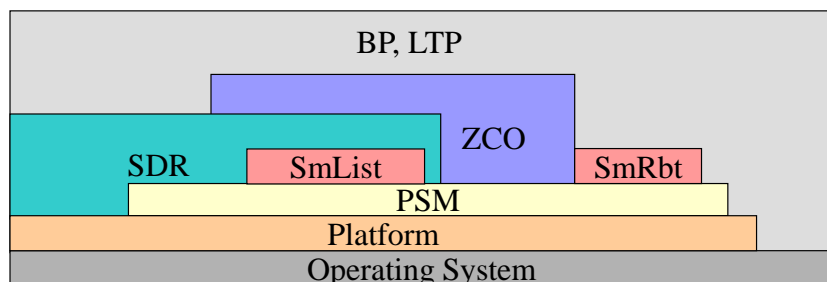 BP, LTP
ZCO
SDR
SmList
SmRbt
PSM
Platform
Operating System